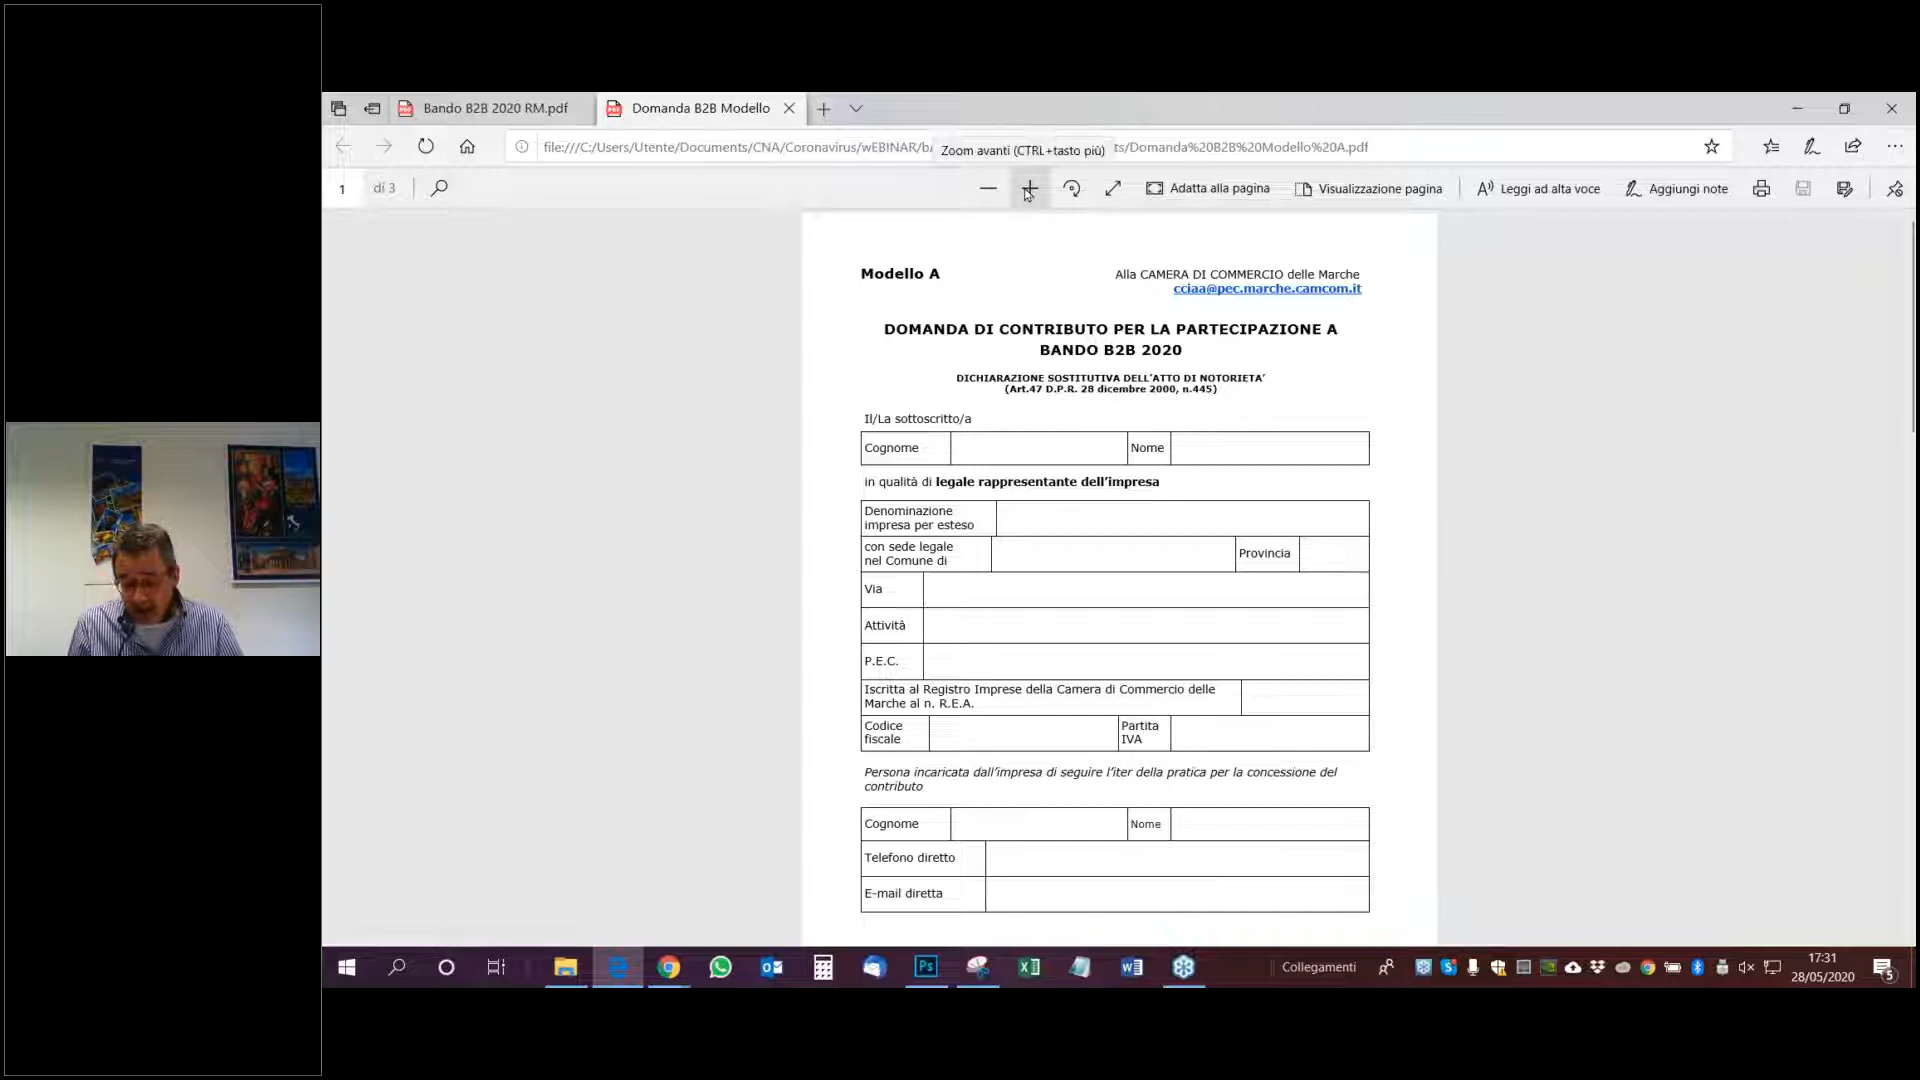 Bando B2B 2020 RM.pdf
Domanda B2B Modello
file:///C:/Users/Utente/Documents/CNA/Coronavirus/wEBINAR/b
Zoom avanti (CTRL+tasto più)
ts/Domanda%20B2B%20Modello%20A.pdf
1 di 3
Adatta alla pagina
Visualizzazione pagina
Leggi ad alta voce
Aggiungi note
Modello A
Alla CAMERA DI COMMERCIO delle Marche
cciaa@pec.marche.camcom.it
DOMANDA DI CONTRIBUTO PER LA PARTECIPAZIONE A
BANDO B2B 2020
DICHIARAZIONE SOSTITUTIVA DELL'ATTO DI NOTORIETA'
(Art.47 D.P.R. 28 dicembre 2000, n.445)
Il/La sottoscritto/a
Cognome
Nome
in qualità di legale rappresentante dell'impresa
Denominazione
impresa per esteso
con sede legale
nel Comune di
Provincia
Via
Attività
P.E.C.
Iscritta al Registro Imprese della Camera di Commercio delle
Marche al n. R.E.A.
Codice
fiscale
Partita
IVA
Persona incaricata dall'impresa di seguire l'iter della pratica per la concessione del
contributo
Cognome
Nome
Telefono diretto
E-mail diretta
Collegamenti
17:31
28/05/2020
5